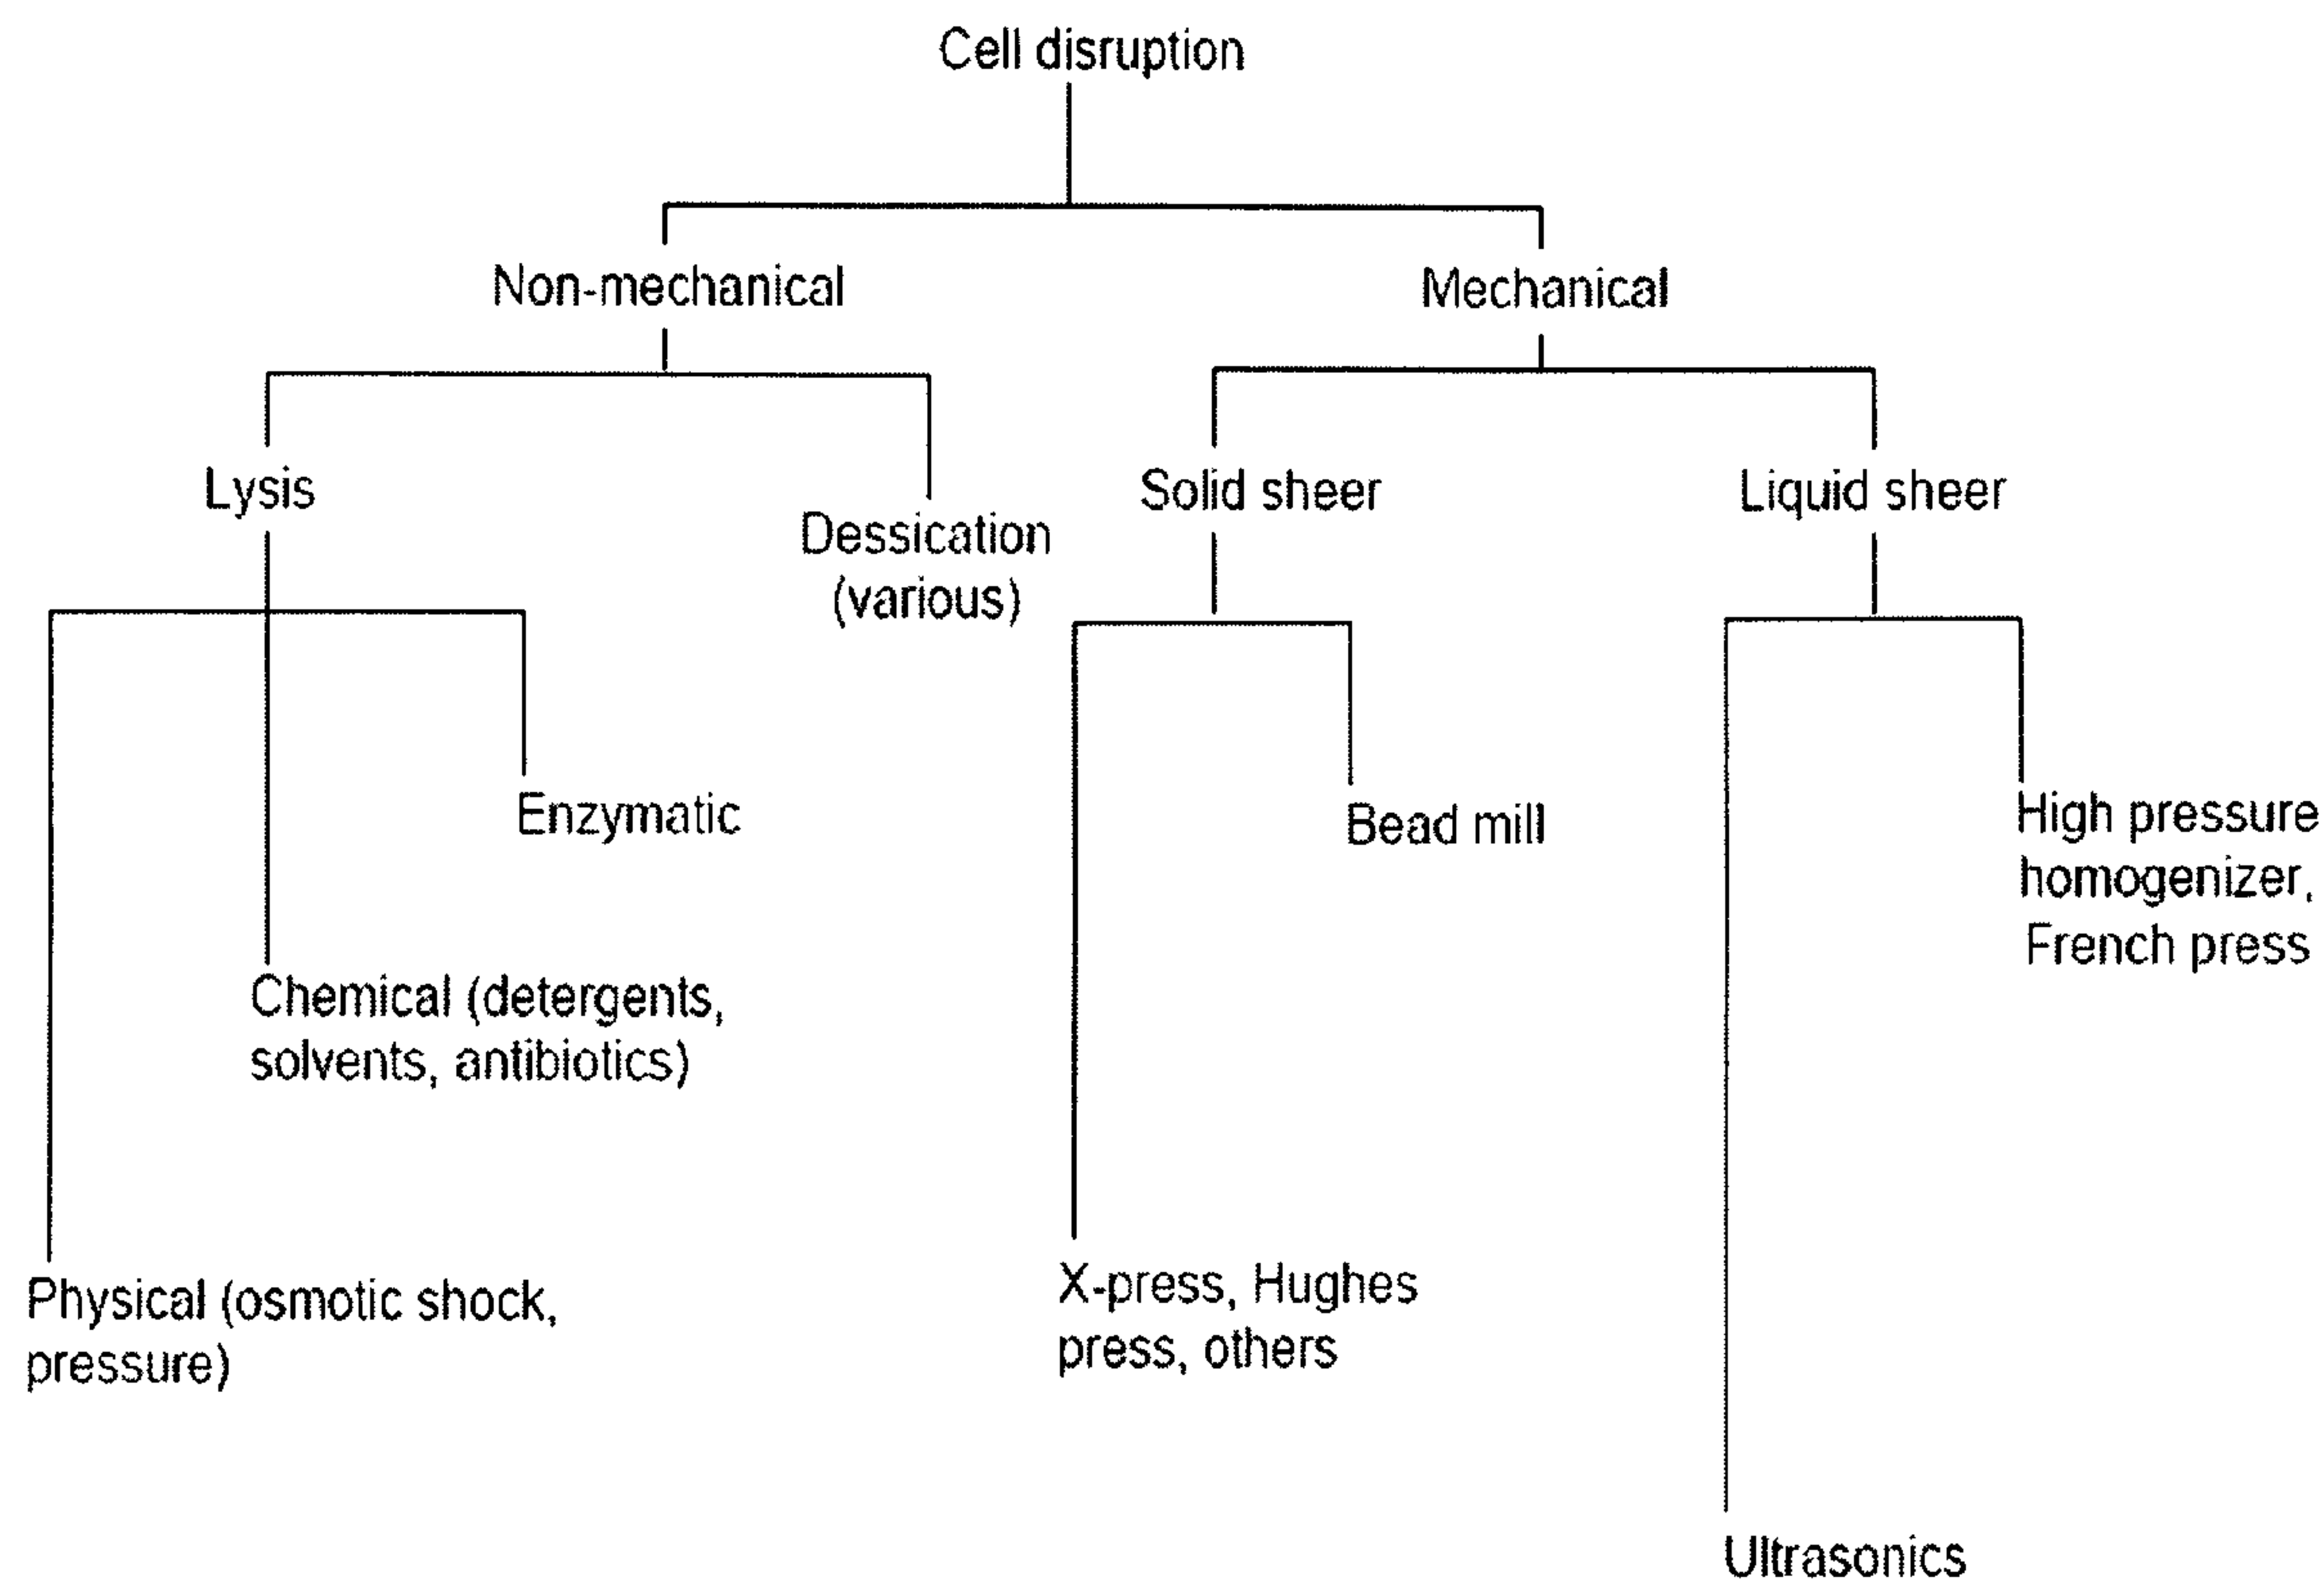 Cell disruption
Non-mechanical
Mechanical
Lysis
Dessication
(various)
Solid sheer
Liquid sheer
Enzymatic
Bead mill
High pressure
homogenizer,
French press
Chemical (detergents,
solvents, antibiotics)
Physical (osmotic shock,
pressure)
X-press, Hughes
press, others
Ultrasonics